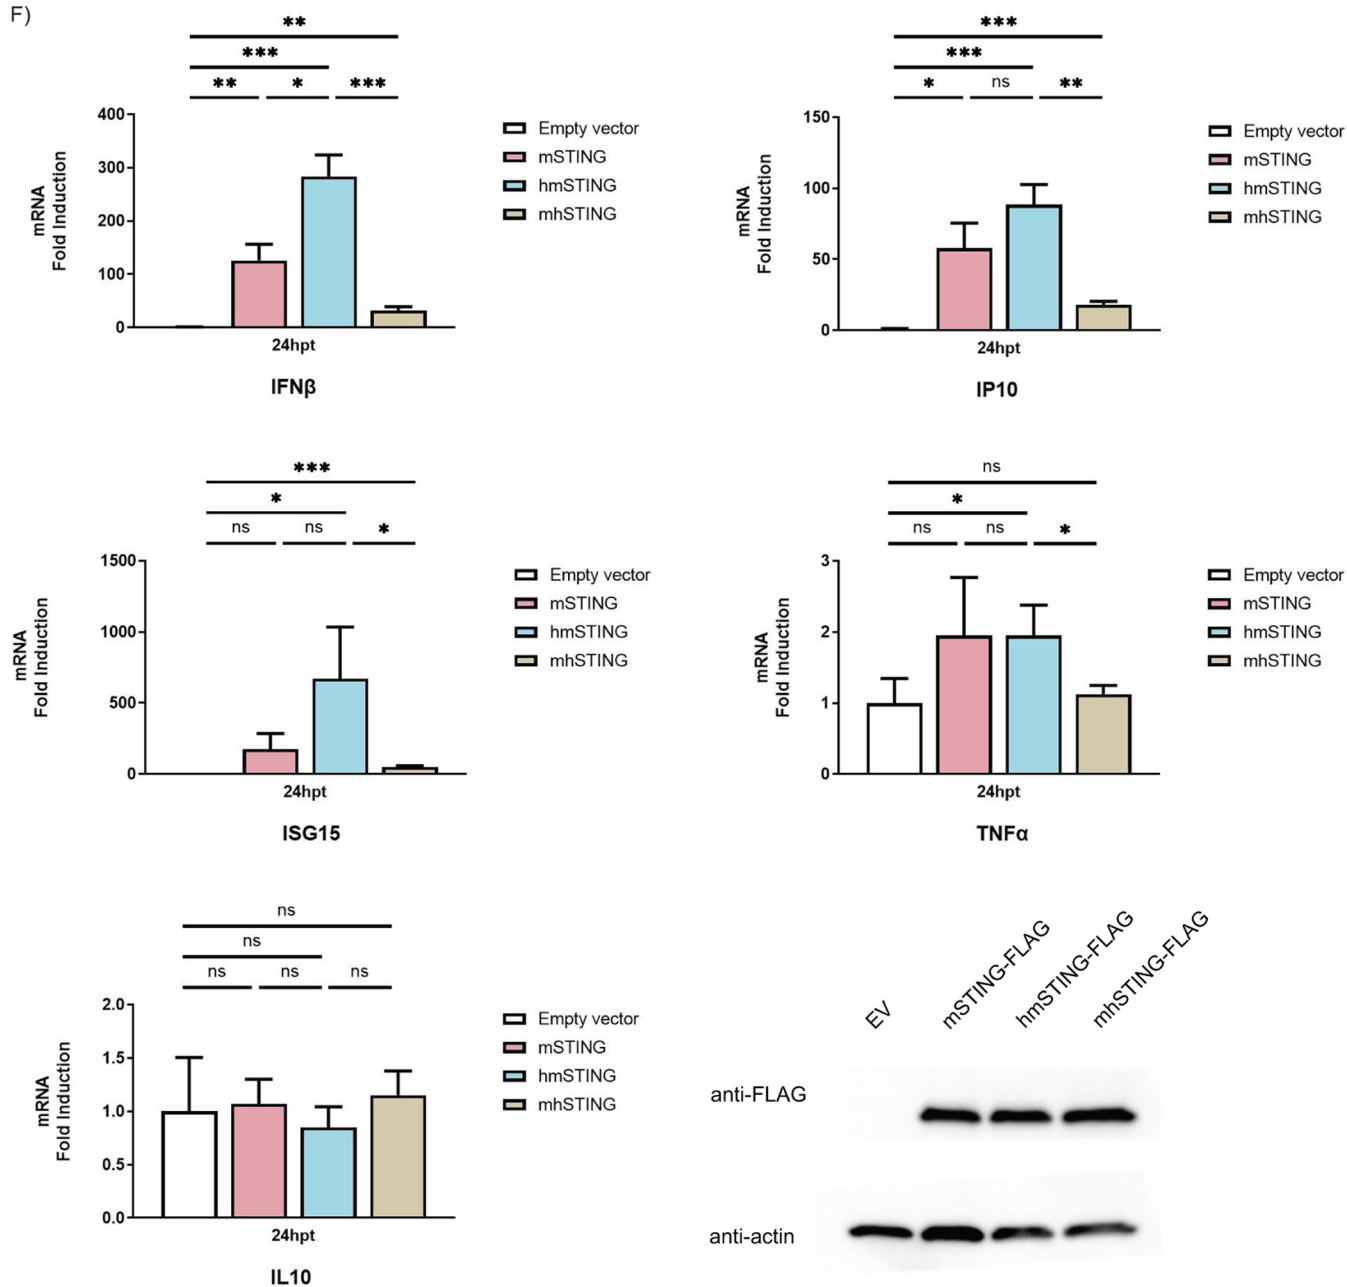 F)
**
***
** * ***
400
300
200
100
0
mRNA
Fold Induction
24hpt
IFNβ
Empty vector
mSTING
hmSTING
mhSTING
***
***
* ns **
150
100
50
0
mRNA
Fold Induction
24hpt
IP10
Empty vector
mSTING
hmSTING
mhSTING
***
*
ns ns *
1500
1000
500
0
mRNA
Fold Induction
24hpt
ISG15
Empty vector
mSTING
hmSTING
mhSTING
ns
*
ns ns *
3
2
1
0
mRNA
Fold Induction
24hpt
TNFα
Empty vector
mSTING
hmSTING
mhSTING
ns
ns
ns ns ns
2.0
1.5
1.0
0.5
0.0
mRNA
Fold Induction
24hpt
IL10
Empty vector
mSTING
hmSTING
mhSTING
EV
mSTING-FLAG
hmSTING-FLAG
mhSTING-FLAG
anti-FLAG
anti-actin